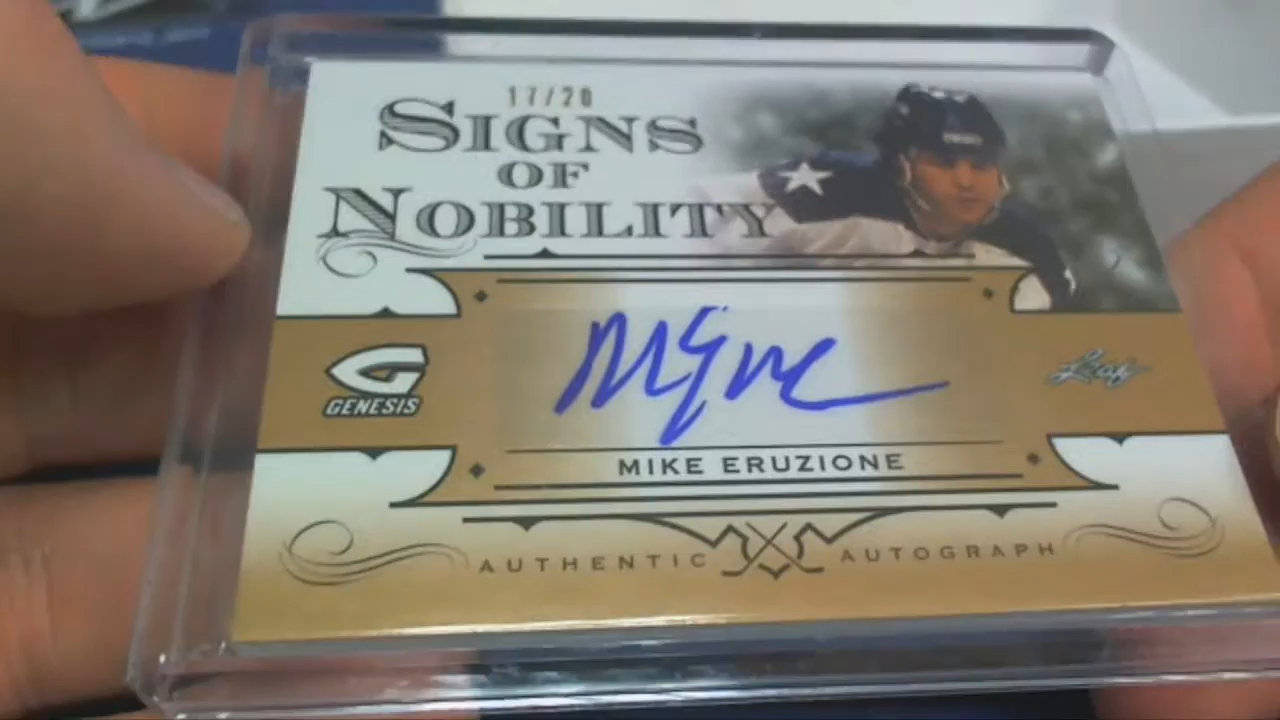 17/20
SIGNS
OF
NOBILITY
G
GENESIS
Leaf
MIKE ERUZIONE
AUTHENTIC AUTOGRAPH